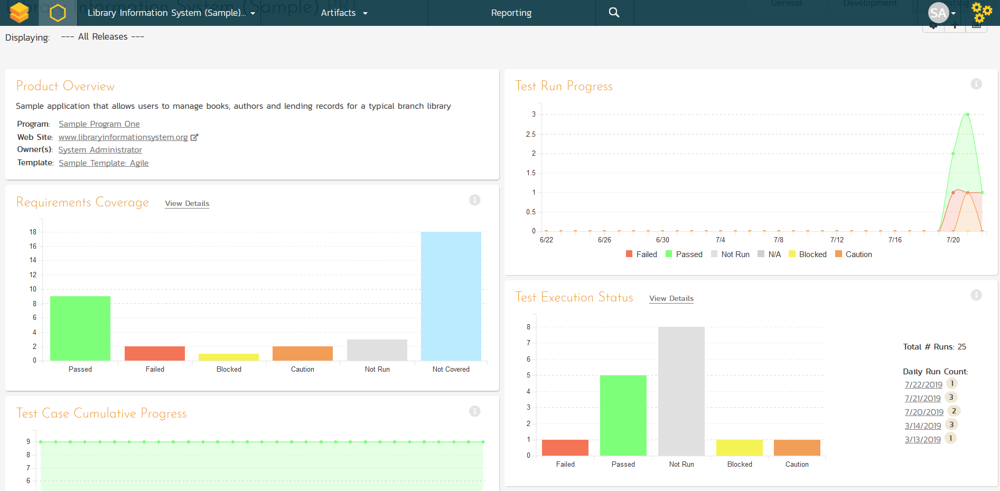 Library Information System (Sample) PR1
General Development Testing
Library Information System (Sample)... Artifacts Reporting SA
Displaying: --- All Releases ---
Product Overview
Sample application that allows users to manage books, authors and lending records for a typical branch library
Program: Sample Program One
Web Site: www.libraryinformationsystem.org
Owner(s): System Administrator
Template: Sample Template: Agile
Requirements Coverage View Details
18
16
14
12
10
8
6
4
2
0
Passed Failed Blocked Caution Not Run Not Covered
Test Case Cumulative Progress
9
8
7
6
Test Run Progress
3
2.5
2
1.5
1
0.5
0
6/22 6/26 6/30 7/4 7/8 7/12 7/16 7/20
Failed Passed Not Run N/A Blocked Caution
Test Execution Status View Details
8
7
6
5
4
3
2
1
0
Failed Passed Not Run Blocked Caution
Total # Runs: 25
Daily Run Count:
7/22/2019 1
7/21/2019 3
7/20/2019 2
3/14/2019 3
3/13/2019 1